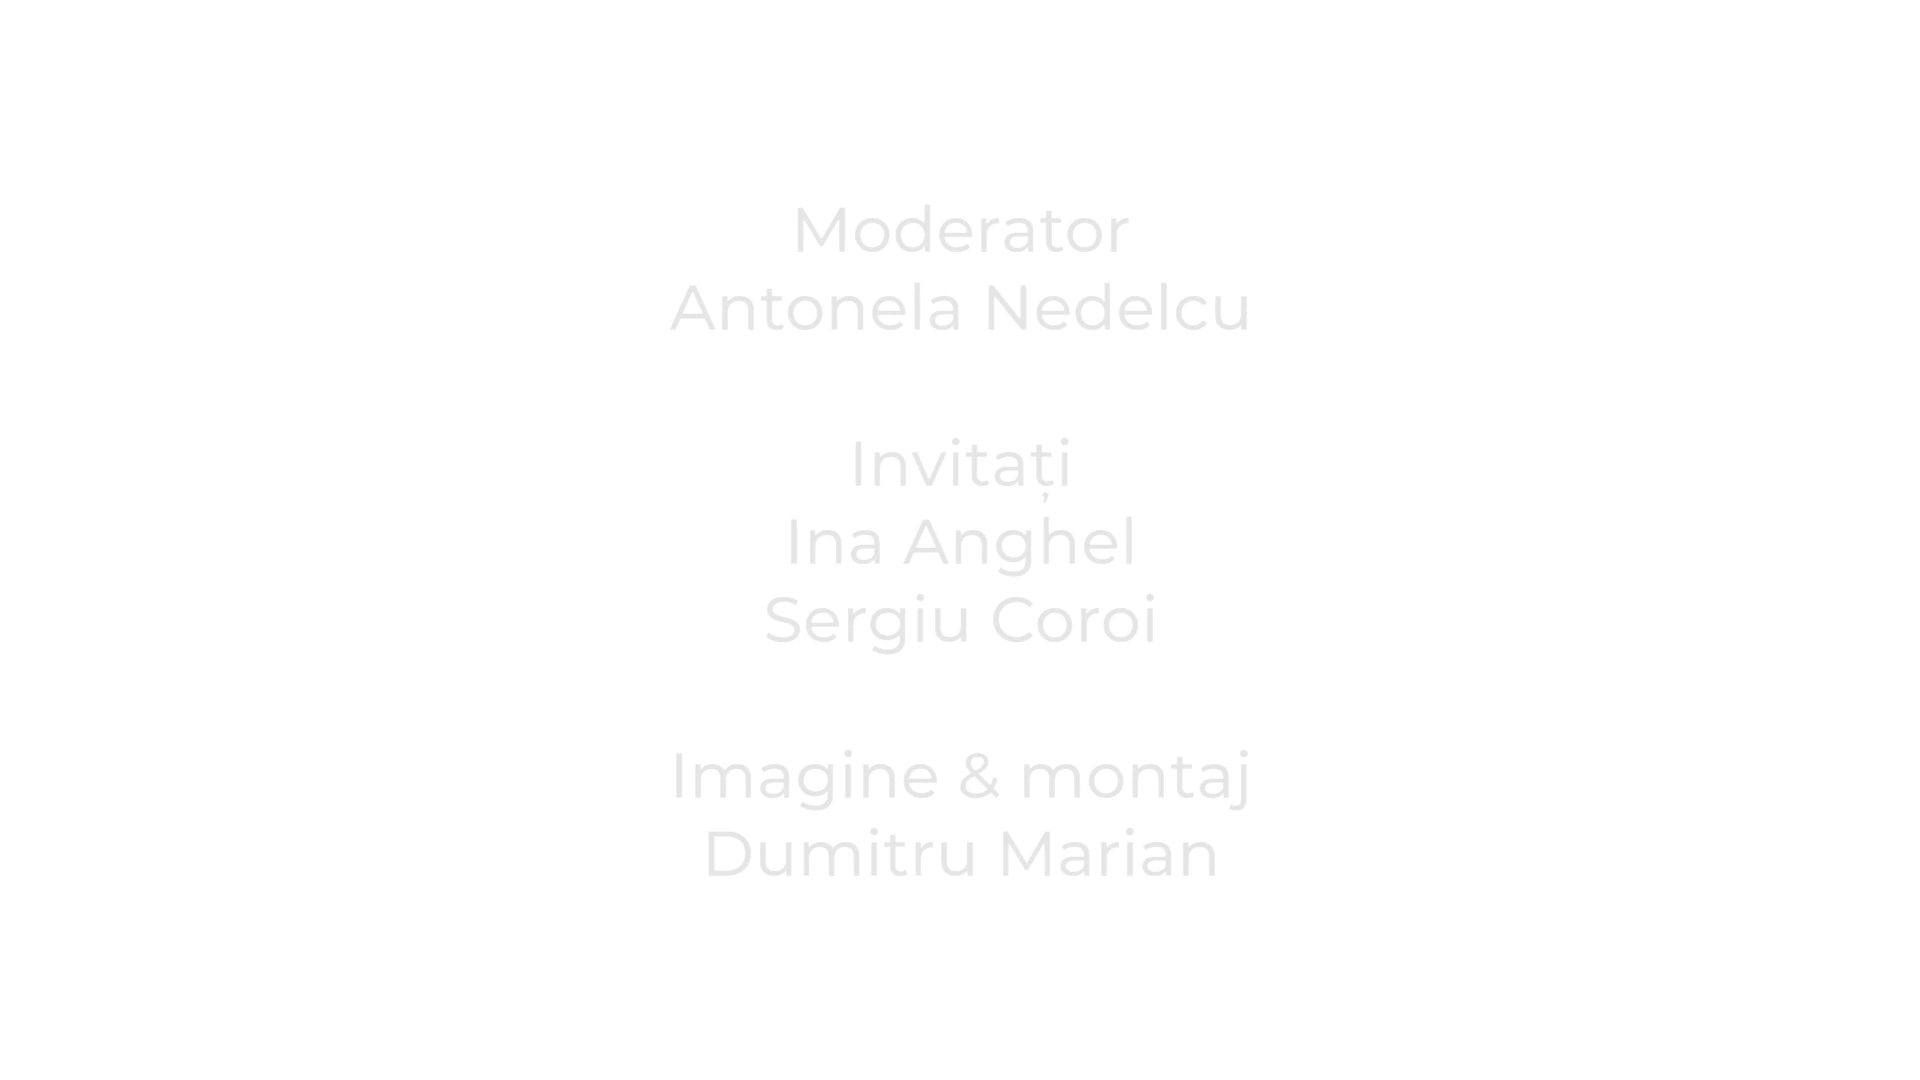 Moderator
Antonela Nedelcu
Invitați
Ina Anghel
Sergiu Coroi
Imagine & montaj
Dumitru Marian